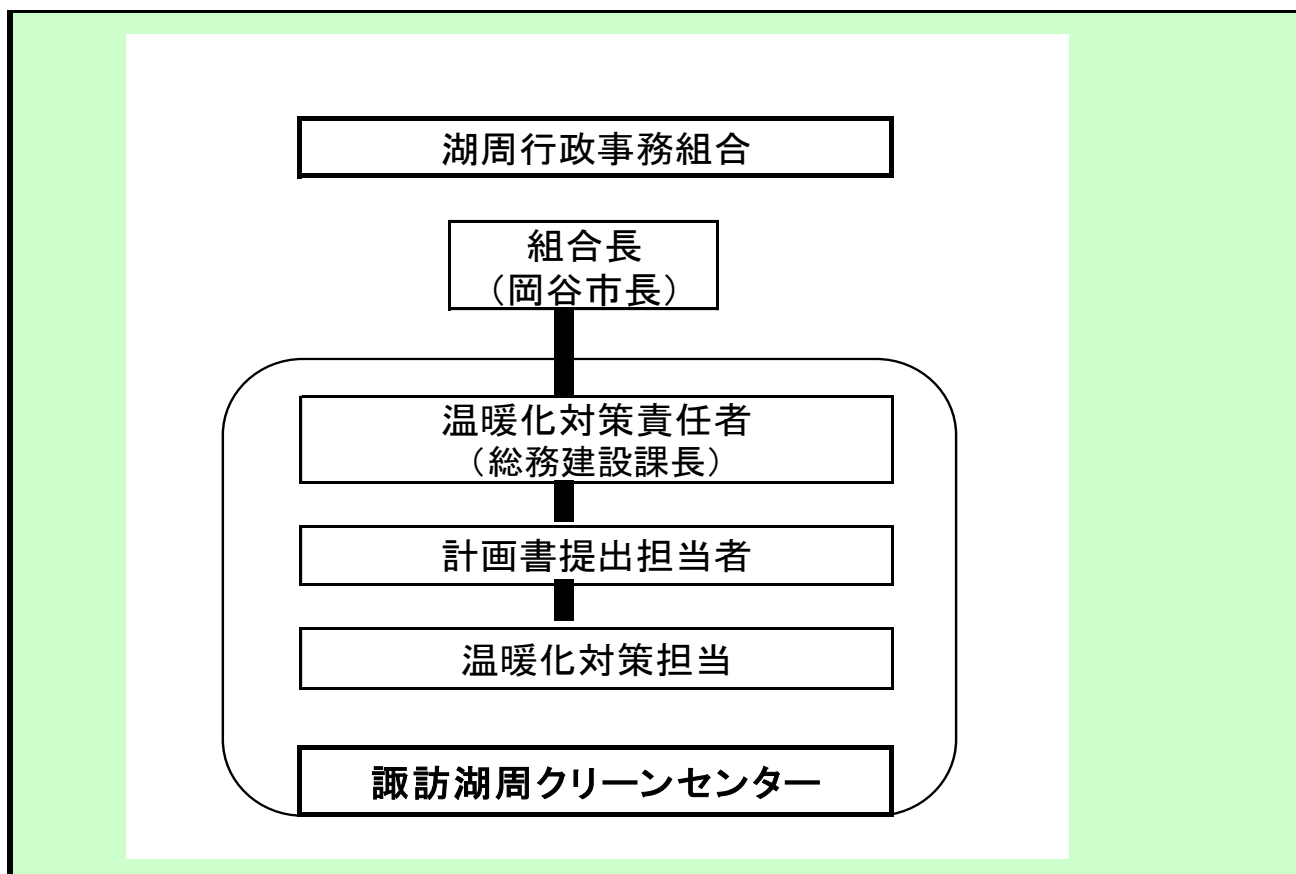 湖周行政事務組合
組合長
（岡谷市長）
温暖化対策責任者
（総務建設課長）
計画書提出担当者
温暖化対策担当
諏訪湖周クリーンセンター